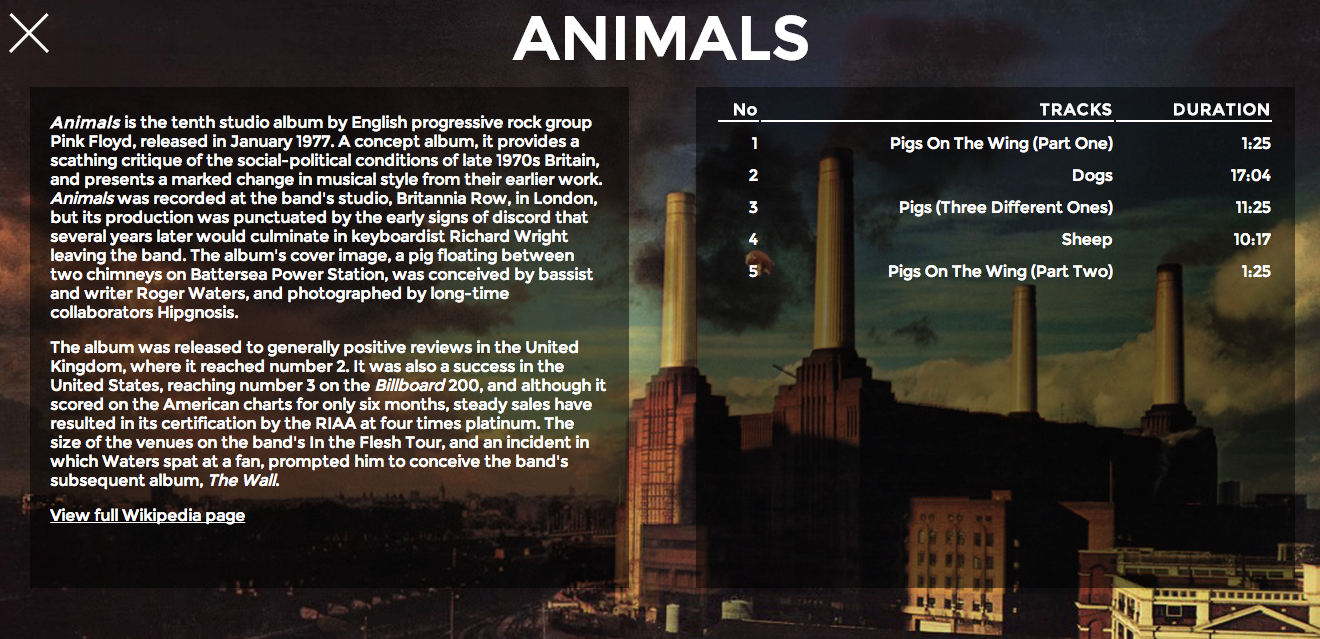 ANIMALS
Animals is the tenth studio album by English progressive rock group
Pink Floyd, released in January 1977. A concept album, it provides a
scathing critique of the social-political conditions of late 1970s Britain,
and presents a marked change in musical style from their earlier work.
Animals was recorded at the band's studio, Britannia Row, in London,
but its production was punctuated by the early signs of discord that
several years later would culminate in keyboardist Richard Wright
leaving the band. The album's cover image, a pig floating between
two chimneys on Battersea Power Station, was conceived by bassist
and writer Roger Waters, and photographed by long-time
collaborators Hipgnosis.
The album was released to generally positive reviews in the United
Kingdom, where it reached number 2. It was also a success in the
United States, reaching number 3 on the Billboard 200, and although it
scored on the American charts for only six months, steady sales have
resulted in its certification by the RIAA at four times platinum. The
size of the venues on the band's In the Flesh Tour, and an incident in
which Waters spat at a fan, prompted him to conceive the band's
subsequent album, The Wall.
View full Wikipedia page
No TRACKS DURATION
1 Pigs On The Wing (Part One) 1:25
2 Dogs 17:04
3 Pigs (Three Different Ones) 11:25
4 Sheep 10:17
5 Pigs On The Wing (Part Two) 1:25